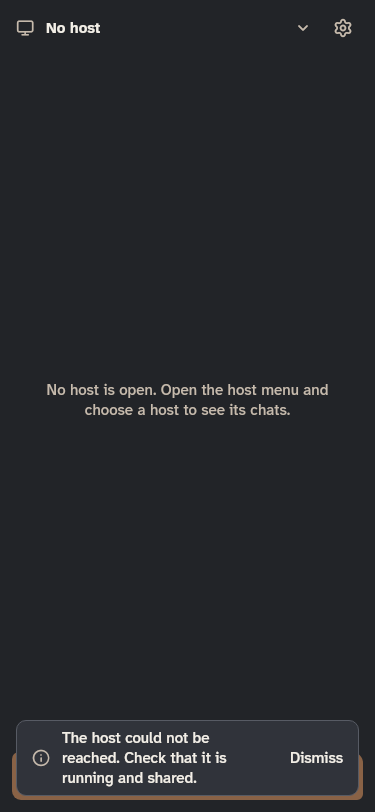 No host
No host is open. Open the host menu and
choose a host to see its chats.
The host could not be
reached. Check that it is
running and shared.
Dismiss